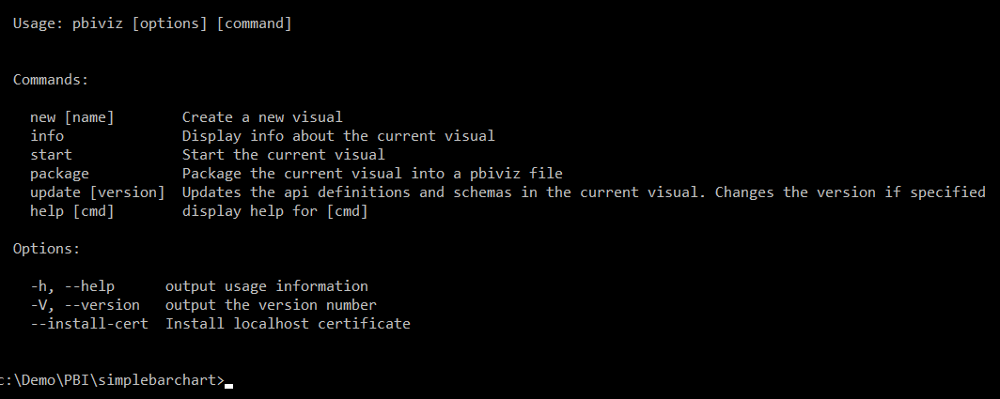 Usage: pbiviz [options] [command]
Commands:
new [name]        Create a new visual
info              Display info about the current visual
start             Start the current visual
package           Package the current visual into a pbiviz file
update [version]  Updates the api definitions and schemas in the current visual. Changes the version if specified
help [cmd]        display help for [cmd]
Options:
-h, --help      output usage information
-V, --version   output the version number
--install-cert  Install localhost certificate
c:\Demo\PBI\simplebarchart>